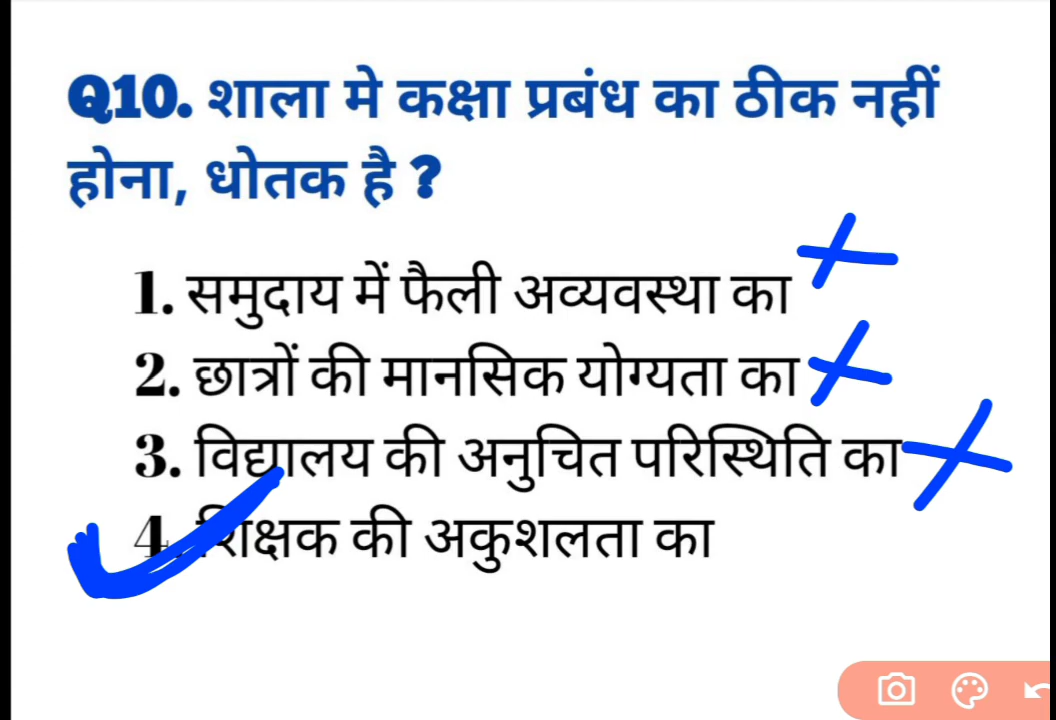 Q10. शाला मे कक्षा प्रबंध का ठीक नहीं
होना, धोतक है ?
1. समुदाय में फैली अव्यवस्था का
2. छात्रों की मानसिक योग्यता का
3. विद्यालय की अनुचित परिस्थिति का
4. शिक्षक की अकुशलता का